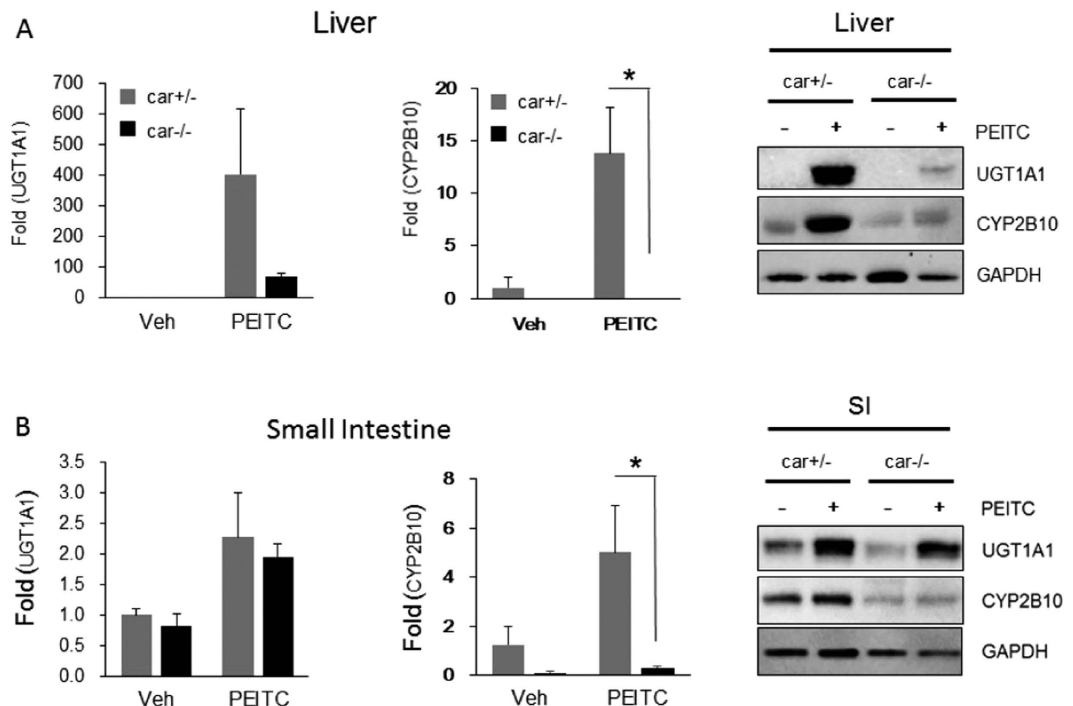 A
Liver
Fold (UGT1A1)
700
600
500
400
300
200
100
0
car+/-
car-/-
Veh
PEITC
Fold (CYP2B10)
20
15
10
5
0
car+/-
car-/-
*
Veh
PEITC
Liver
car+/- car-/-
- + - + PEITC
UGT1A1
CYP2B10
GAPDH
B
Small Intestine
Fold (UGT1A1)
3.5
3.0
2.5
2.0
1.5
1.0
0.5
0.0
Veh
PEITC
Fold (CYP2B10)
8
6
4
2
0
*
Veh
PEITC
SI
car+/- car-/-
- + - + PEITC
UGT1A1
CYP2B10
GAPDH